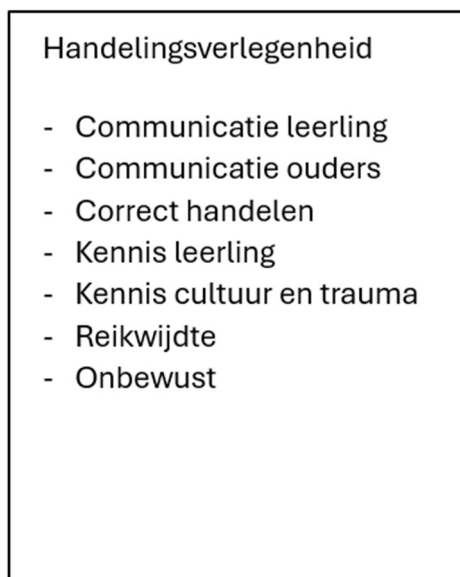 Handelingsverlegenheid
- Communicatie leerling
- Communicatie ouders
- Correct handelen
- Kennis leerling
- Kennis cultuur en trauma
- Reikwijdte
- Onbewust